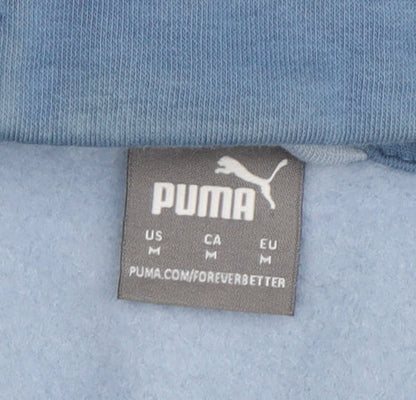 PUMA
US CA EU
M M M
PUMA.COM/FOREVERBETTER